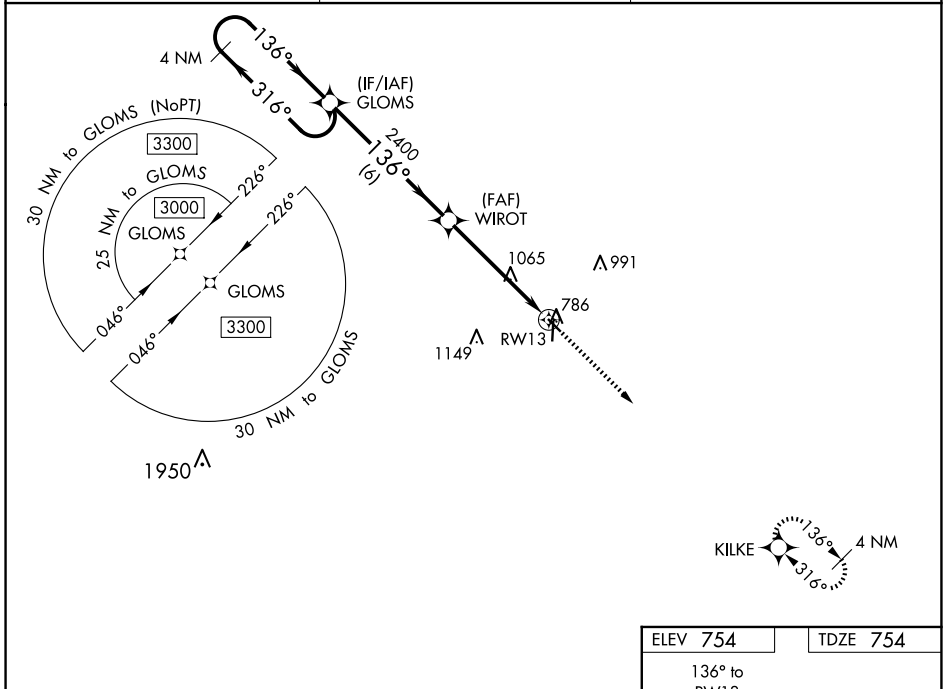 136°
4 NM
316°
(IF/IAF)
GLOMS
2400
136°
(6)
30 NM to GLOMS (NoPT)
3300
25 NM to GLOMS
3000
GLOMS
226°
046°
226°
GLOMS
3300
046°
30 NM to GLOMS
(FAF)
WIROT
1065
991
786
RW13
1149
1950
KILKE
136°
4 NM
316°
ELEV 754
TDZE 754
136° to
RW13